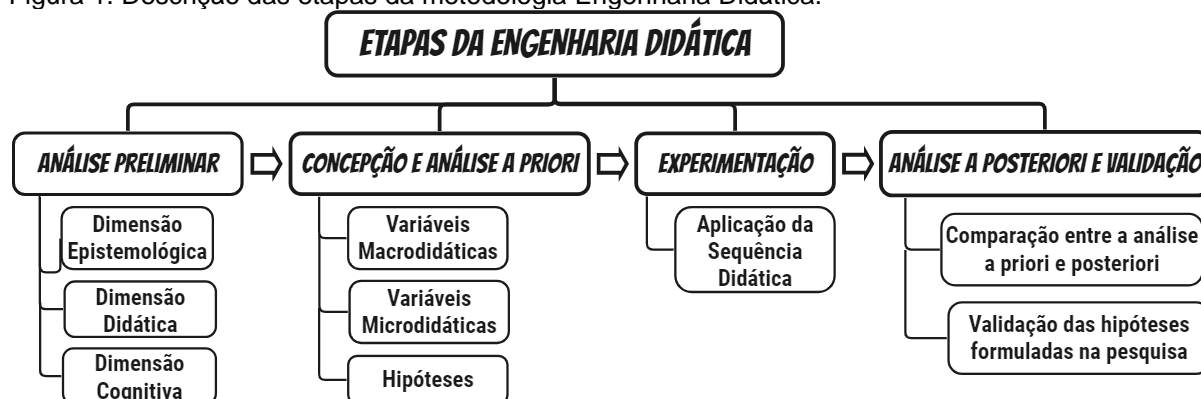 Figura 1: Descrição das etapas da metodologia Engenharia Didática.
ETAPAS DA ENGENHARIA DIDÁTICA
ANÁLISE PRELIMINAR
CONCEPÇÃO E ANÁLISE A PRIORI
EXPERIMENTAÇÃO
ANÁLISE A POSTERIORI E VALIDAÇÃO
Dimensão
Epistemológica
Dimensão
Didática
Dimensão
Cognitiva
Variáveis
Macrodidáticas
Variáveis
Microdidáticas
Hipóteses
Aplicação da
Sequência
Didática
Comparação entre a análise
a priori e posteriori
Validação das hipóteses
formuladas na pesquisa